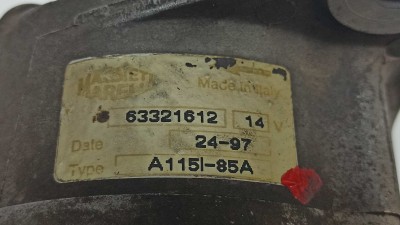 MAGNETI
MARELLI
Made in Italy
63321612 14 V
Date 24-97
Type A115I-85A